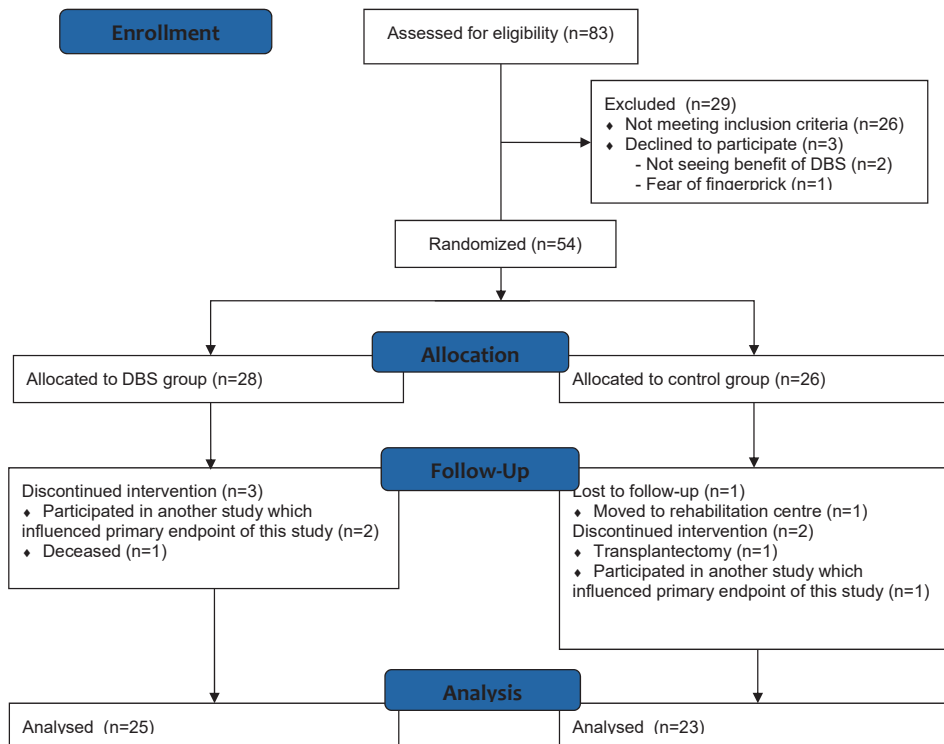 Enrollment
Assessed for eligibility (n=83)
Excluded (n=29)
♦ Not meeting inclusion criteria (n=26)
♦ Declined to participate (n=3)
- Not seeing benefit of DBS (n=2)
- Fear of fingerprick (n=1)
Randomized (n=54)
Allocation
Allocated to DBS group (n=28)
Allocated to control group (n=26)
Follow-Up
Discontinued intervention (n=3)
♦ Participated in another study which
influenced primary endpoint of this study (n=2)
♦ Deceased (n=1)
Lost to follow-up (n=1)
♦ Moved to rehabilitation centre (n=1)
Discontinued intervention (n=2)
♦ Transplantectomy (n=1)
♦ Participated in another study which
influenced primary endpoint of this study (n=1)
Analysis
Analysed (n=25)
Analysed (n=23)